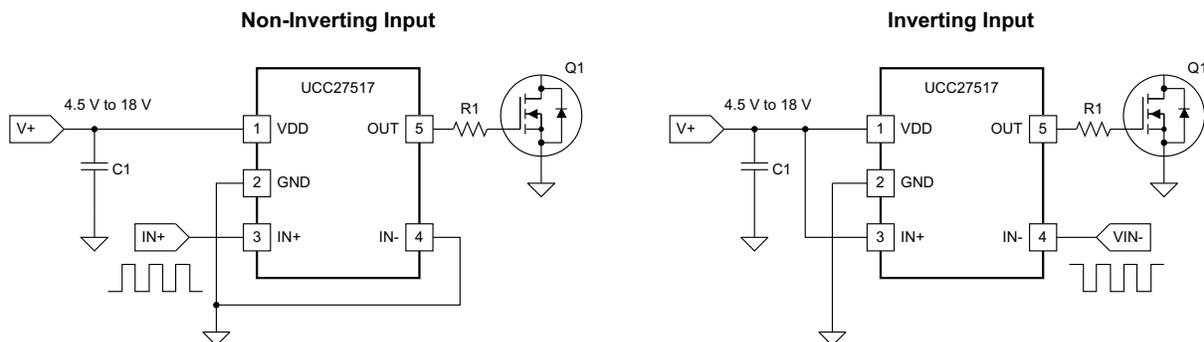 Non-Inverting Input
UCC27517
Q1
4.5 V to 18 V
R1
V+
1
VDD
OUT
5
C1
2
GND
IN+
3
IN+
IN-
4
Inverting Input
UCC27517
Q1
4.5 V to 18 V
R1
V+
1
VDD
OUT
5
C1
2
GND
3
IN+
IN-
4
VIN-